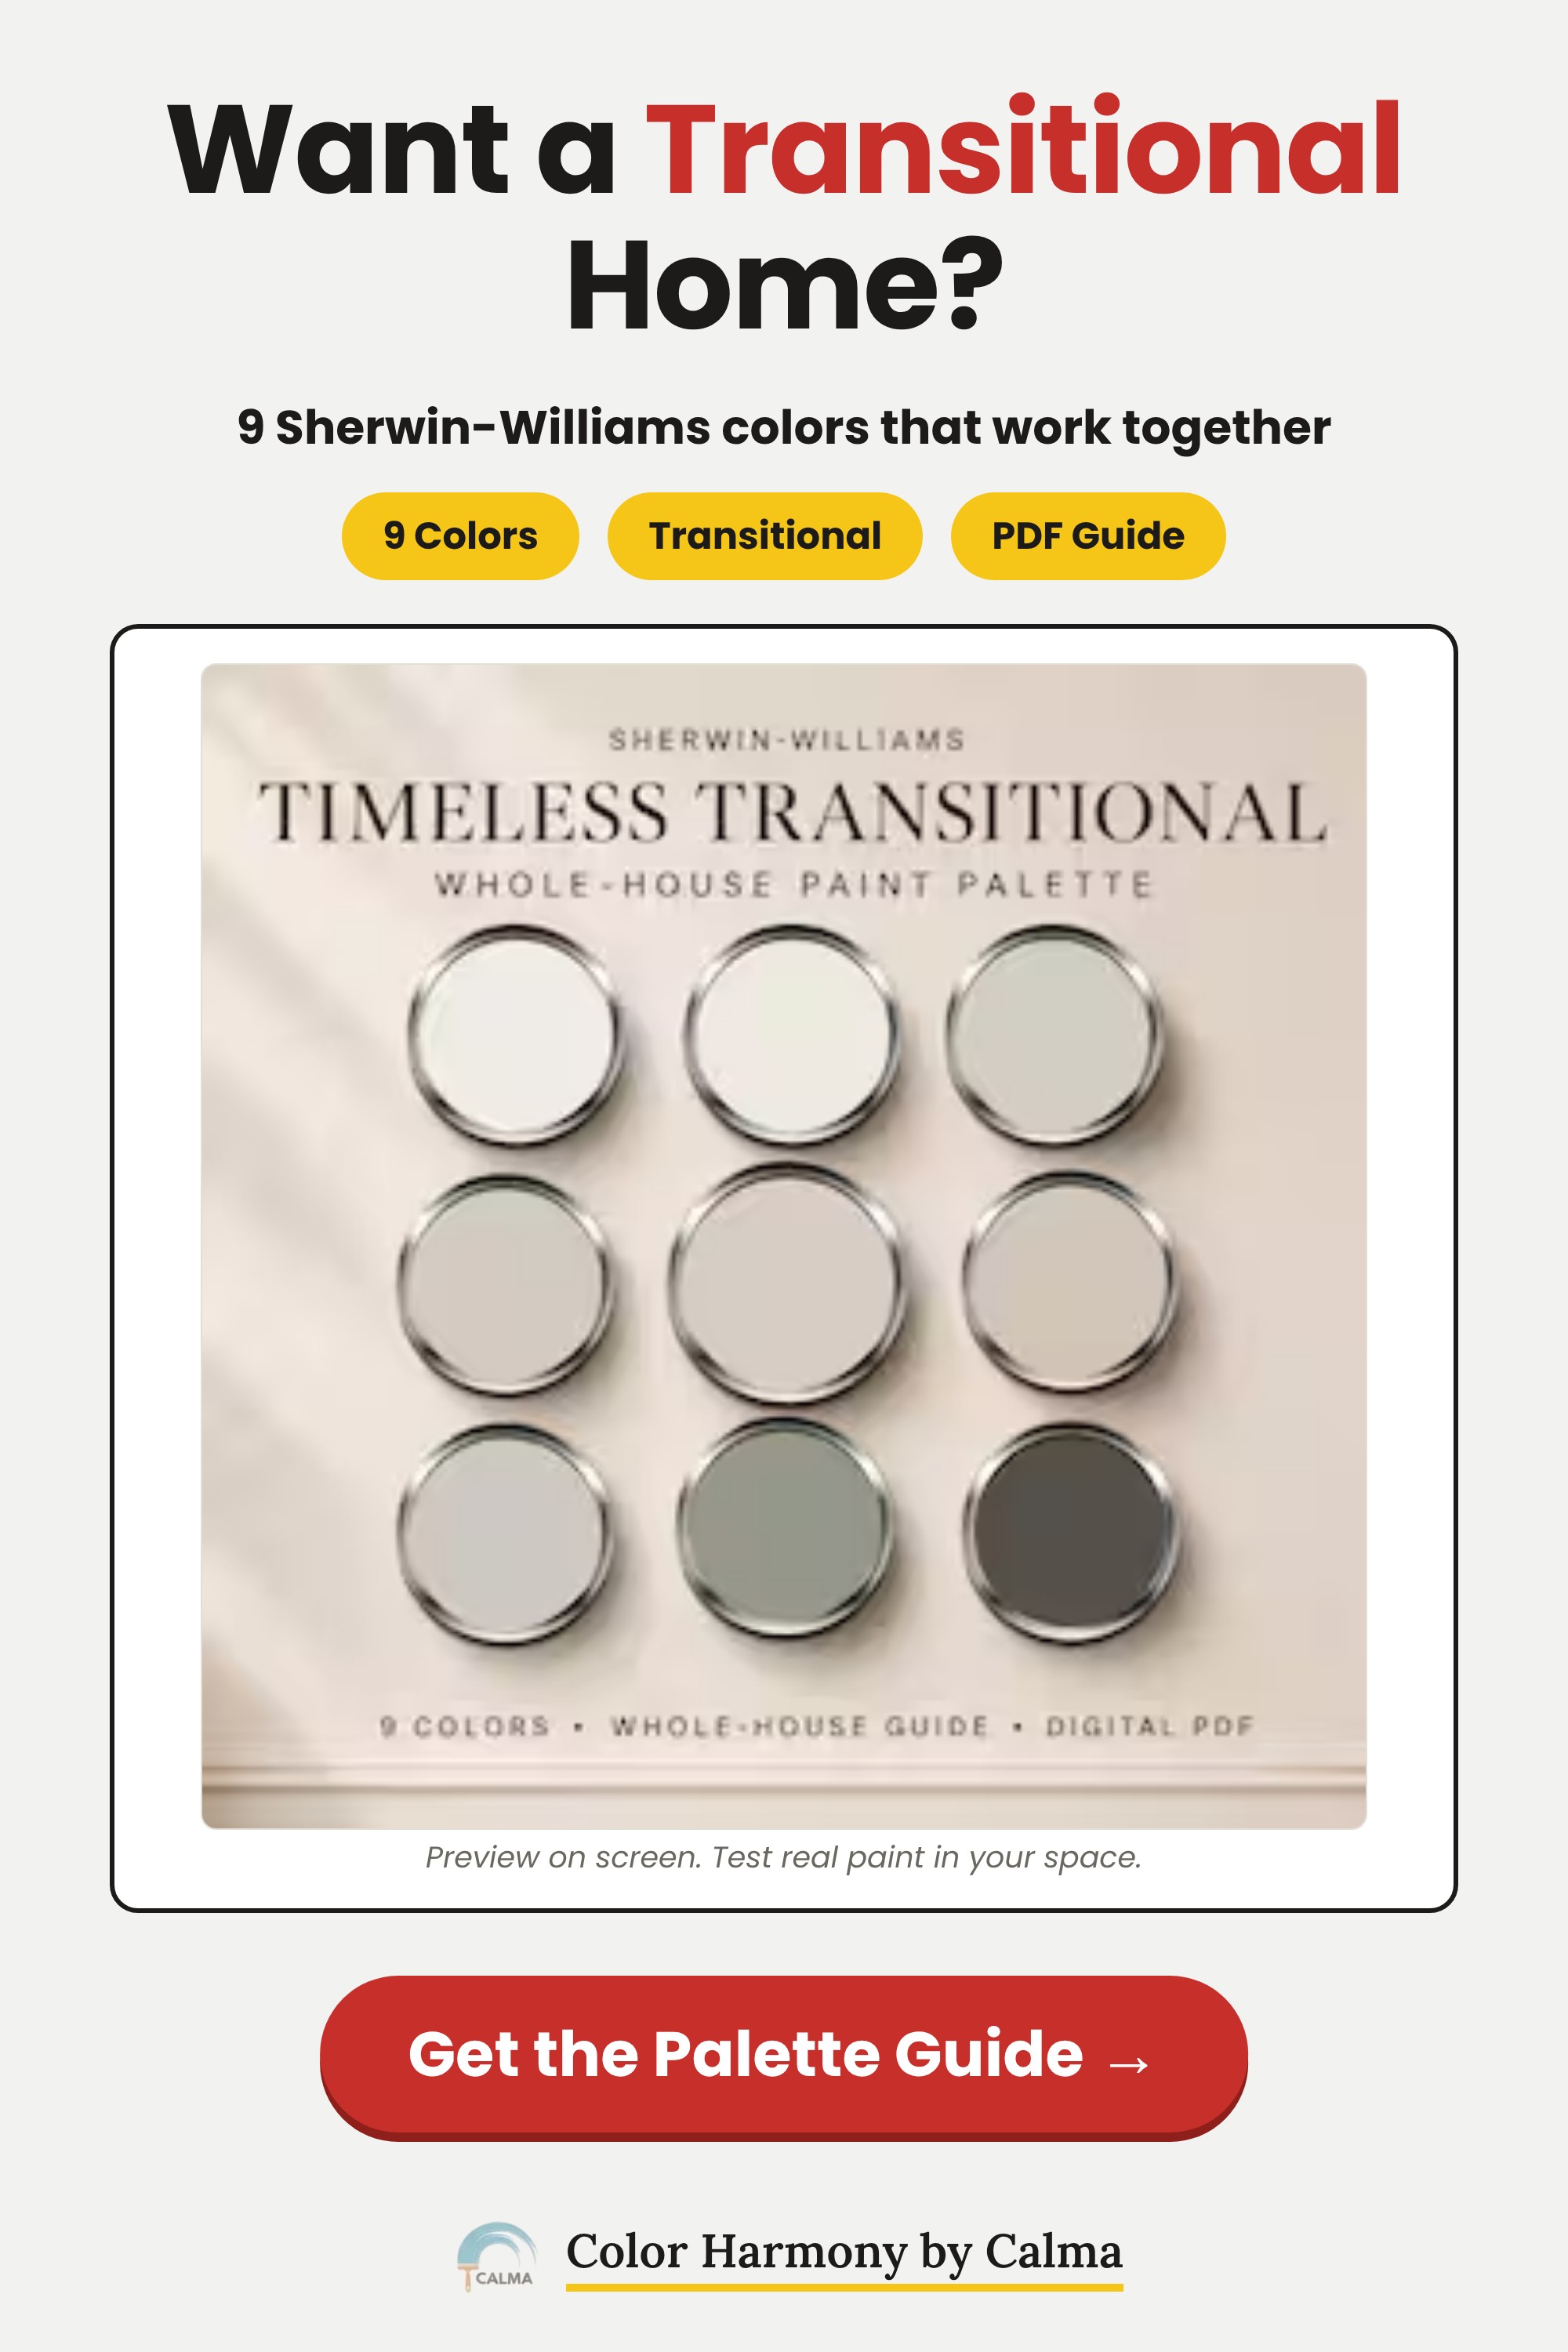 Want a Transitional
Home?
9 Sherwin-Williams colors that work together
9 Colors
Transitional
PDF Guide
SHERWIN-WILLIAMS
TIMELESS TRANSITIONAL
WHOLE-HOUSE PAINT PALETTE
9 COLORS • WHOLE-HOUSE GUIDE • DIGITAL PDF
Preview on screen. Test real paint in your space.
Get the Palette Guide →
CALMA
Color Harmony by Calma